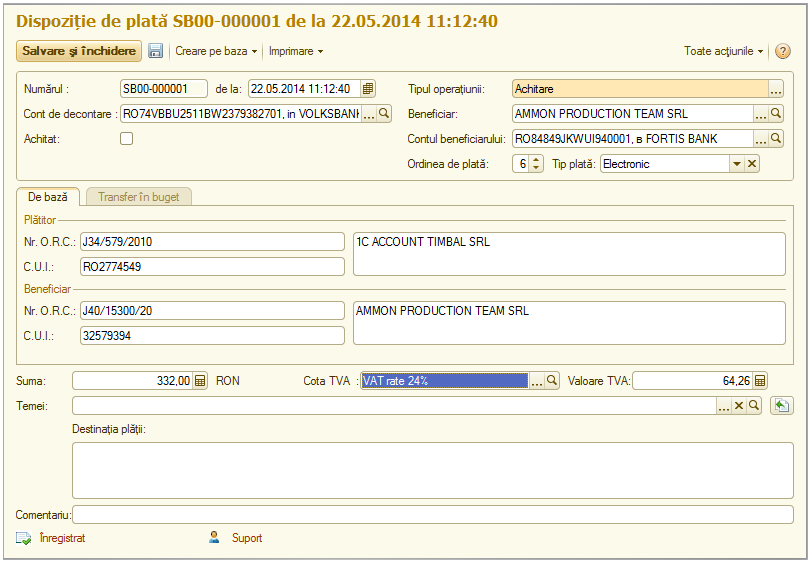 Dispoziție de plată SB00-000001 de la 22.05.2014 11:12:40
Salvare și închidere Creare pe baza Imprimare Toate acțiunile ?
Numărul : SB00-000001 de la: 22.05.2014 11:12:40 Tipul operațiunii: Achitare ...
Cont de decontare : RO74VBBU2511BW2379382701, in VOLKSBANK ... Beneficiar: AMMON PRODUCTION TEAM SRL ...
Achitat: Contul beneficiarului: RO84849JKWUI940001, в FORTIS BANK ...
Ordinea de plată: 6 Tip plată: Electronic
De bază Transfer în buget
Plătitor
Nr. O.R.C.: J34/579/2010 1C ACCOUNT TIMBAL SRL
C.U.I.: RO2774549
Beneficiar
Nr. O.R.C.: J40/15300/20 AMMON PRODUCTION TEAM SRL
C.U.I.: 32579394
Suma: 332,00 RON Cota TVA : VAT rate 24% ... Valoare TVA: 64,26
Temei: ...
Destinația plății:
Comentariu:
Înregistrat Suport